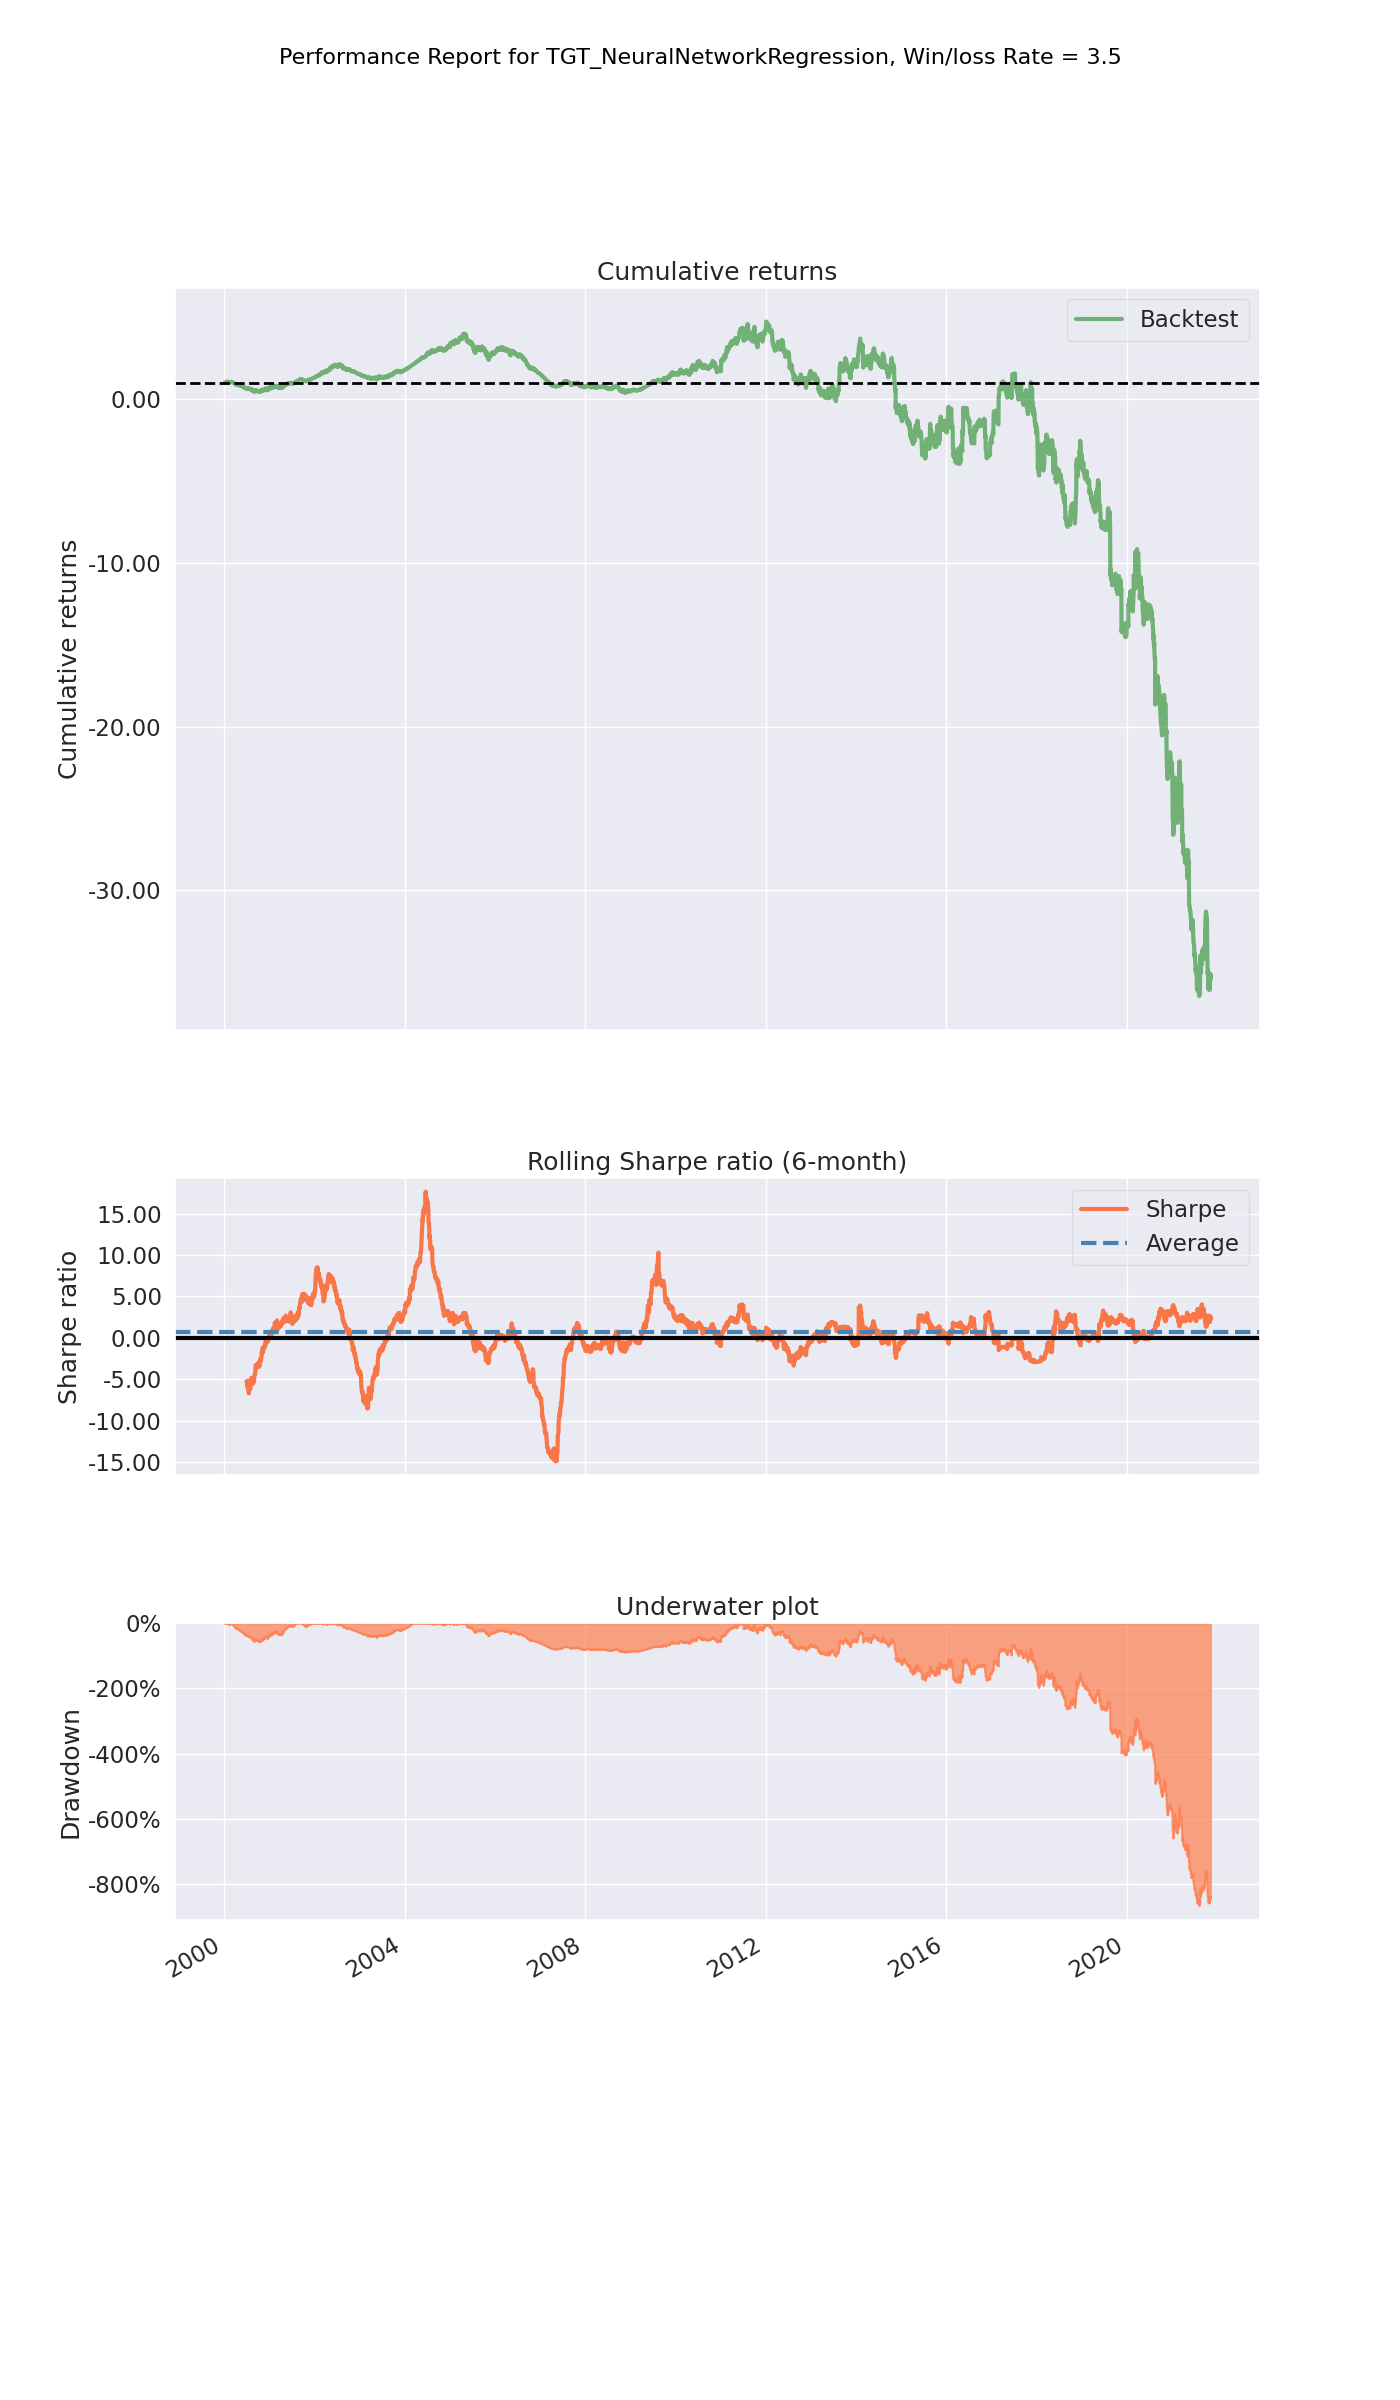 Performance Report for TGT_NeuralNetworkRegression, Win/loss Rate = 3.5
Cumulative returns
Backtest
0.00
-10.00
-20.00
-30.00
Cumulative returns
Rolling Sharpe ratio (6-month)
Sharpe
Average
15.00
10.00
5.00
0.00
-5.00
-10.00
-15.00
Sharpe ratio
Underwater plot
0%
-200%
-400%
-600%
-800%
Drawdown
2000
2004
2008
2012
2016
2020